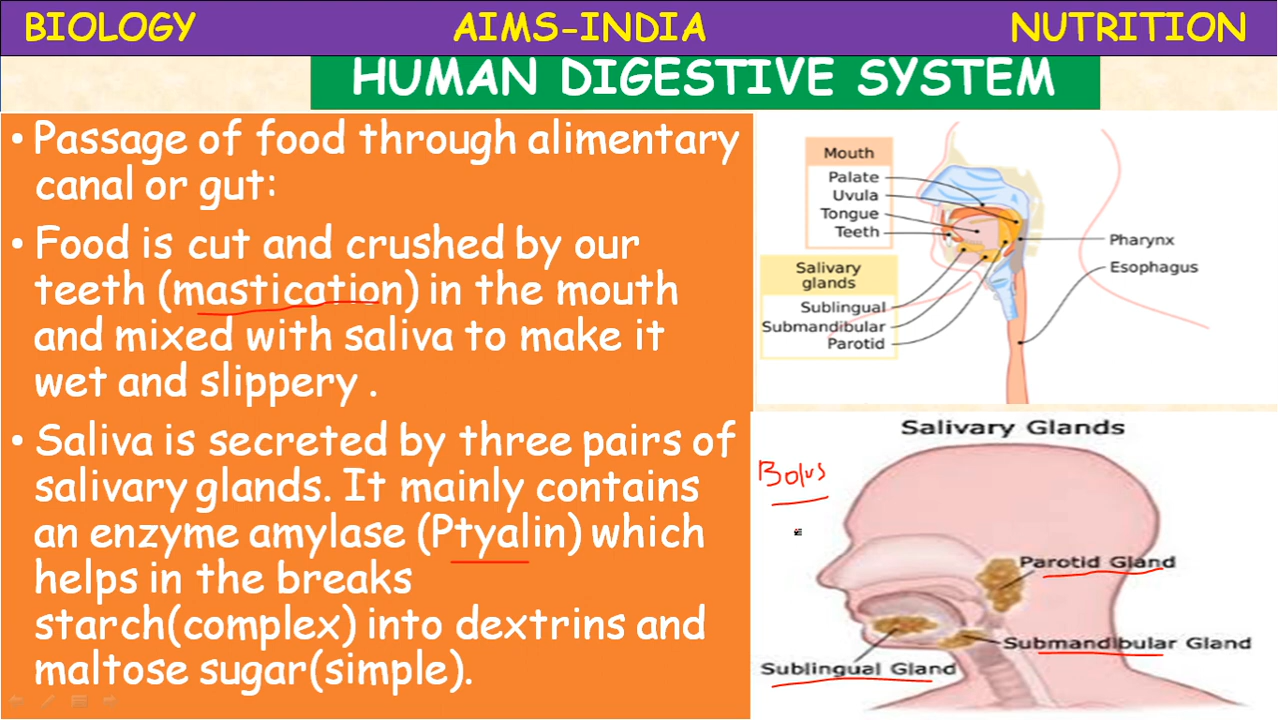 BIOLOGY AIMS-INDIA NUTRITION
HUMAN DIGESTIVE SYSTEM
• Passage of food through alimentary
canal or gut:
• Food is cut and crushed by our
teeth (mastication) in the mouth
and mixed with saliva to make it
wet and slippery .
• Saliva is secreted by three pairs of
salivary glands. It mainly contains
an enzyme amylase (Ptyalin) which
helps in the breaks
starch(complex) into dextrins and
maltose sugar(simple).
Mouth
Palate
Uvula
Tongue
Teeth
Salivary
glands
Sublingual
Submandibular
Parotid
Pharynx
Esophagus
Salivary Glands
Bolus
Parotid Gland
Submandibular Gland
Sublingual Gland